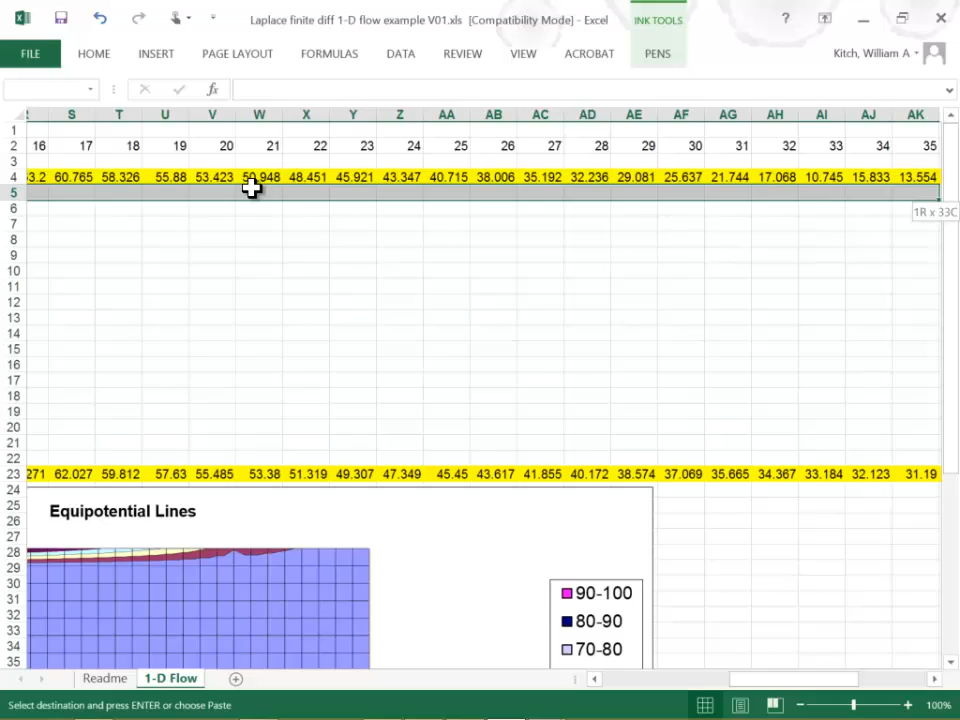 Laplace finite diff 1-D flow example V01.xls [Compatibility Mode] - Excel
INK TOOLS
?
FILE HOME INSERT PAGE LAYOUT FORMULAS DATA REVIEW VIEW ACROBAT PENS
Kitch, William A
fx
S T U V W X Y Z AA AB AC AD AE AF AG AH AI AJ AK
1
2 16 17 18 19 20 21 22 23 24 25 26 27 28 29 30 31 32 33 34 35
3
4 3.2 60.765 58.326 55.88 53.423 50.948 48.451 45.921 43.347 40.715 38.006 35.192 32.236 29.081 25.637 21.744 17.068 10.745 15.833 13.554
5
6
1R x 33C
7
8
9
10
11
12
13
14
15
16
17
18
19
20
21
22
23 271 62.027 59.812 57.63 55.485 53.38 51.319 49.307 47.349 45.45 43.617 41.855 40.172 38.574 37.069 35.665 34.367 33.184 32.123 31.19
24
25 Equipotential Lines
26
27
28
29
30 90-100
31
32 80-90
33
34 70-80
35
Readme 1-D Flow
Select destination and press ENTER or choose Paste
100%